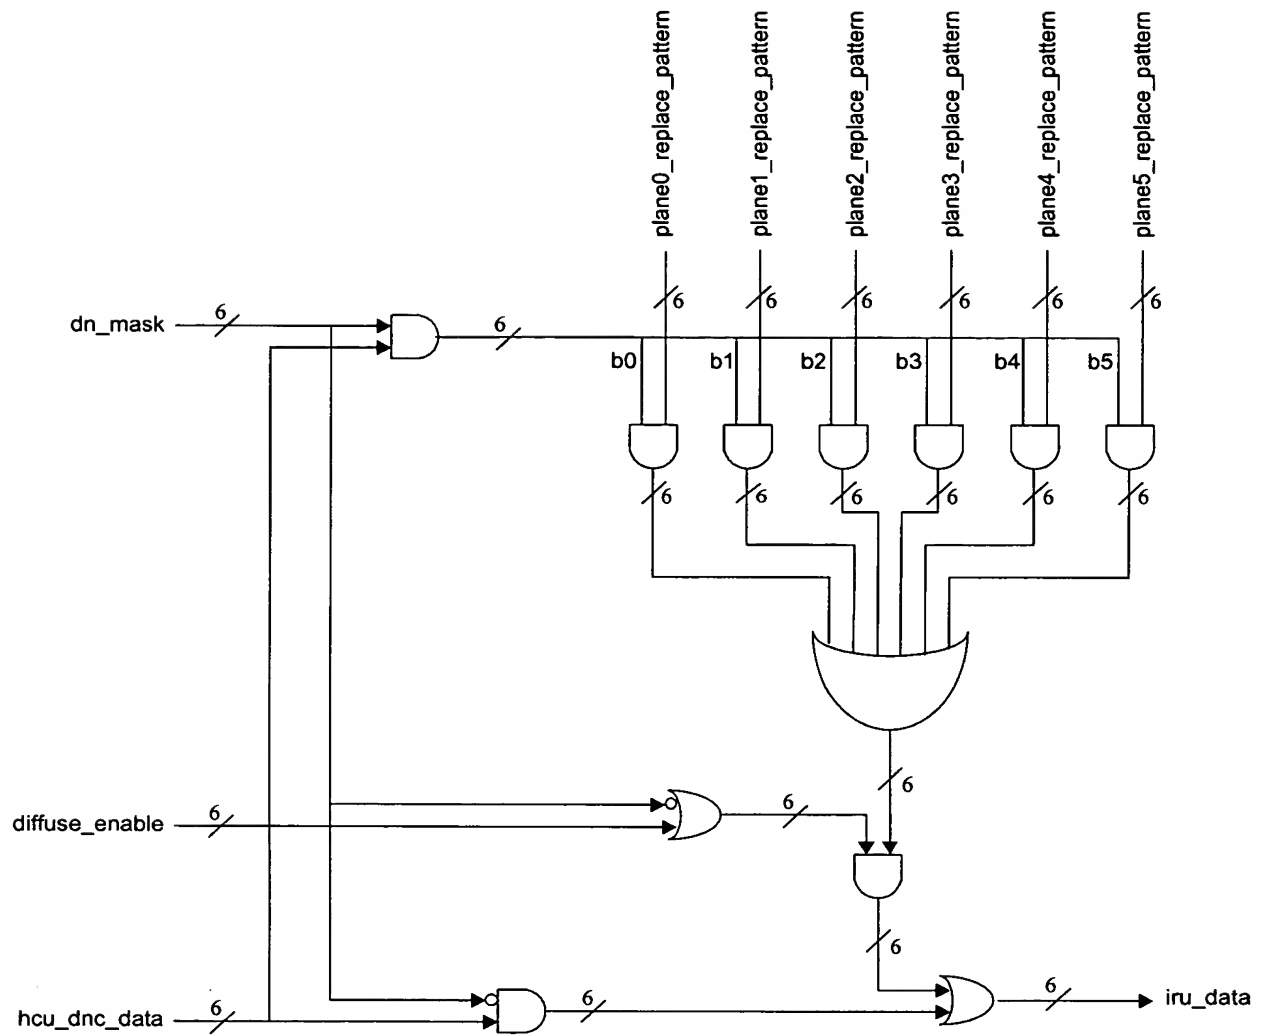 plane0_replace_pattern
plane1_replace_pattern
plane2_replace_pattern
plane3_replace_pattern
plane4_replace_pattern
plane5_replace_pattern
6 6 6 6 6 6
dn_mask 6 6
b0 b1 b2 b3 b4 b5
6 6 6 6 6 6
6
diffuse_enable 6 6
6
hcu_dnc_data 6 6 6 iru_data